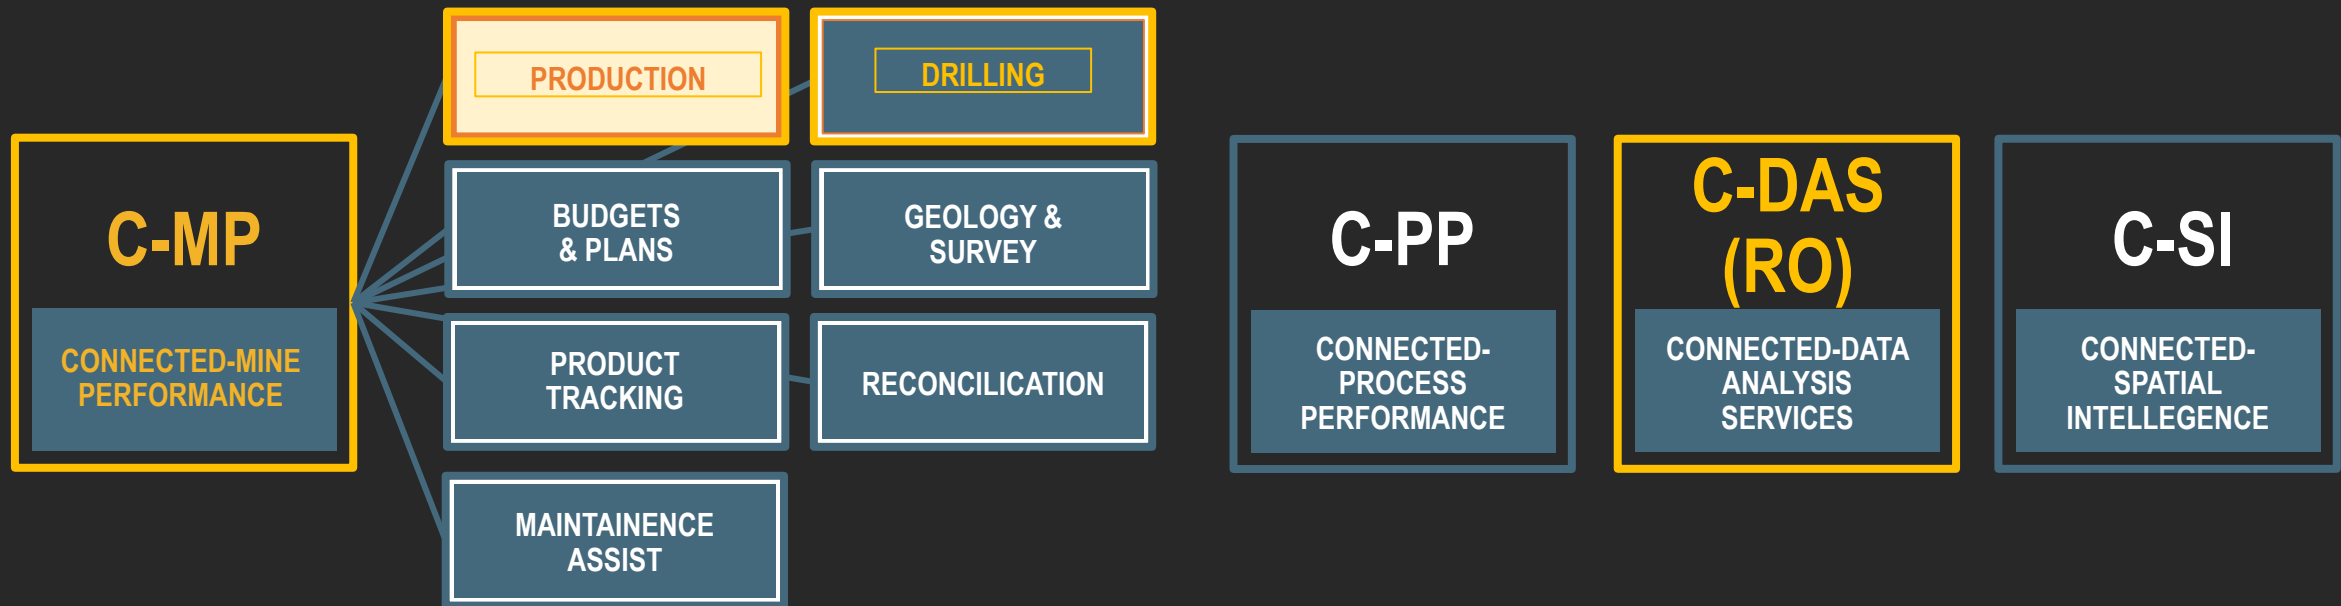 C-MP
CONNECTED-MINE
PERFORMANCE
PRODUCTION
DRILLING
BUDGETS
& PLANS
GEOLOGY &
SURVEY
PRODUCT
TRACKING
RECONCILICATION
MAINTAINENCE
ASSIST
C-PP
CONNECTED-
PROCESS
PERFORMANCE
C-DAS
(RO)
CONNECTED-DATA
ANALYSIS
SERVICES
C-SI
CONNECTED-
SPATIAL
INTELLEGENCE